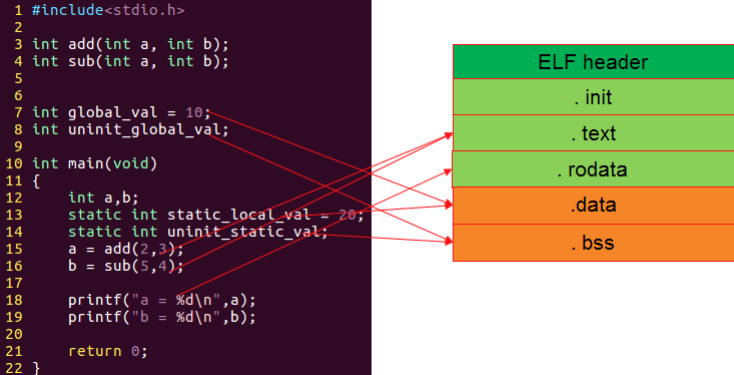 1 #include<stdio.h>
2
3 int add(int a, int b);
4 int sub(int a, int b);
5
6
7 int global_val = 10;
8 int uninit_global_val;
9
10 int main(void)
11 {
12     int a,b;
13     static int static_local_val = 20;
14     static int uninit_static_val;
15     a = add(2,3);
16     b = sub(5,4);
17
18     printf("a = %d\n",a);
19     printf("b = %d\n",b);
20
21     return 0;
22 }
ELF header
. init
. text
. rodata
.data
. bss